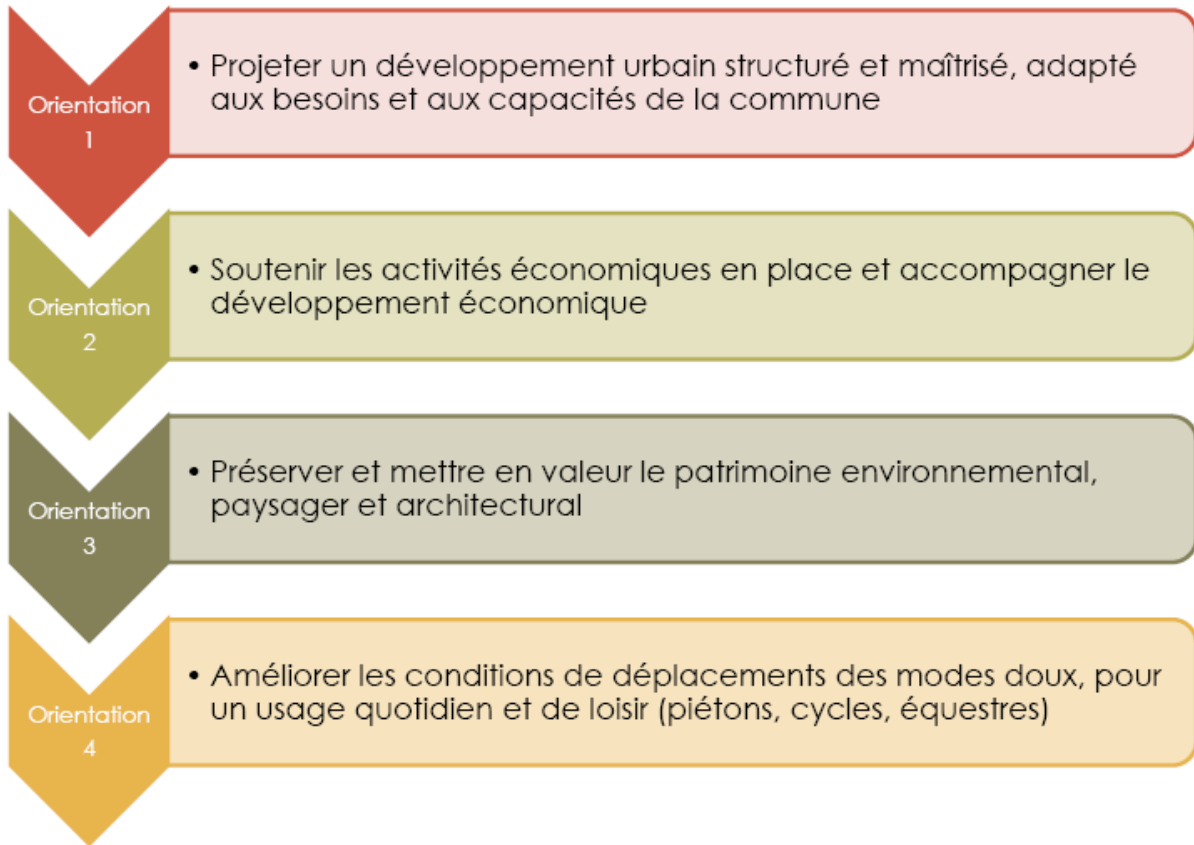 Orientation
1
• Projeter un développement urbain structuré et maîtrisé, adapté
aux besoins et aux capacités de la commune
Orientation
2
• Soutenir les activités économiques en place et accompagner le
développement économique
Orientation
3
• Préserver et mettre en valeur le patrimoine environnemental,
paysager et architectural
Orientation
4
• Améliorer les conditions de déplacements des modes doux, pour
un usage quotidien et de loisir (piétons, cycles, équestres)